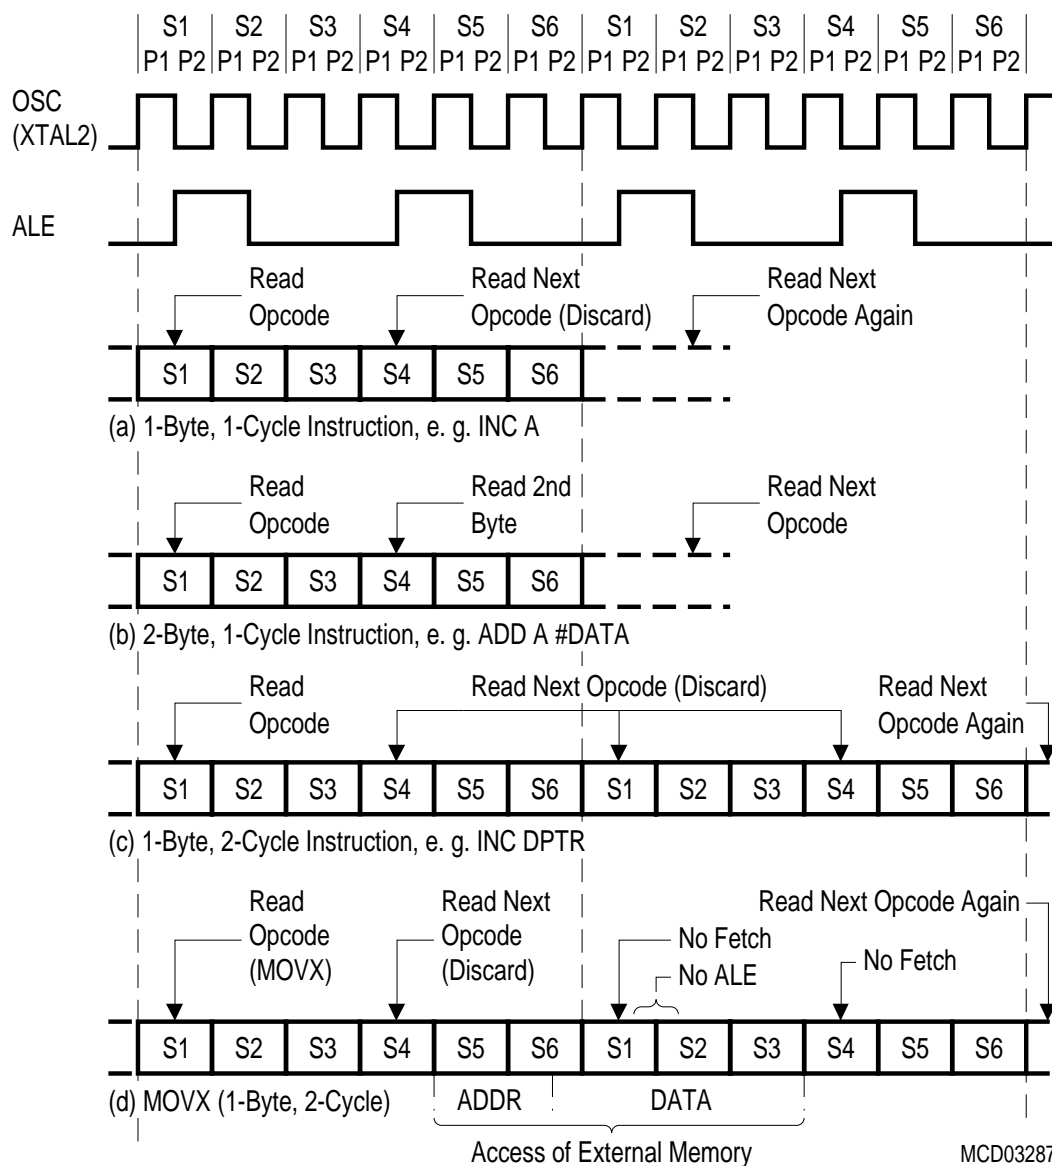 S1 S2 S3 S4 S5 S6 S1 S2 S3 S4 S5 S6
P1 P2 P1 P2 P1 P2 P1 P2 P1 P2 P1 P2 P1 P2 P1 P2 P1 P2 P1 P2 P1 P2 P1 P2
OSC
(XTAL2)
ALE
Read
Opcode
Read Next
Opcode (Discard)
Read Next
Opcode Again
S1 S2 S3 S4 S5 S6
(a) 1-Byte, 1-Cycle Instruction, e. g. INC A
Read
Opcode
Read 2nd
Byte
Read Next
Opcode
S1 S2 S3 S4 S5 S6
(b) 2-Byte, 1-Cycle Instruction, e. g. ADD A #DATA
Read
Opcode
Read Next Opcode (Discard)
Read Next
Opcode Again
S1 S2 S3 S4 S5 S6 S1 S2 S3 S4 S5 S6
(c) 1-Byte, 2-Cycle Instruction, e. g. INC DPTR
Read
Opcode
(MOVX)
Read Next
Opcode
(Discard)
No Fetch
No ALE
No Fetch
Read Next Opcode Again
S1 S2 S3 S4 S5 S6 S1 S2 S3 S4 S5 S6
(d) MOVX (1-Byte, 2-Cycle)
ADDR
DATA
Access of External Memory
MCD03287